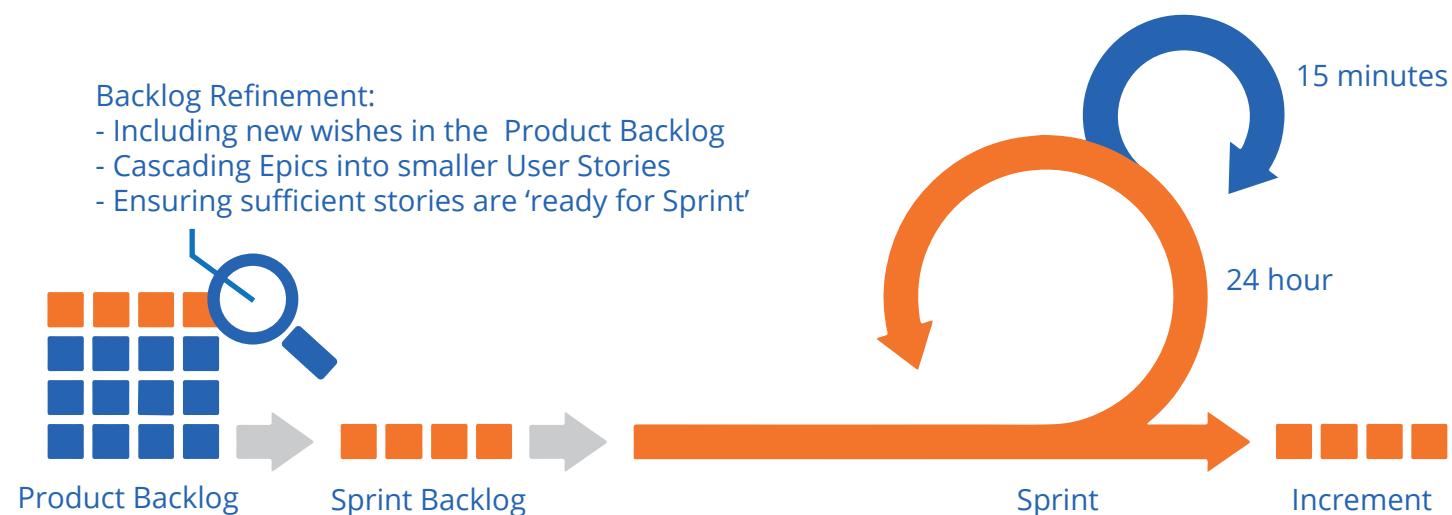 Backlog Refinement:
- Including new wishes in the  Product Backlog
- Cascading Epics into smaller User Stories
- Ensuring sufficient stories are ‘ready for Sprint’
15 minutes
24 hour
Product Backlog
Sprint Backlog
Sprint
Increment